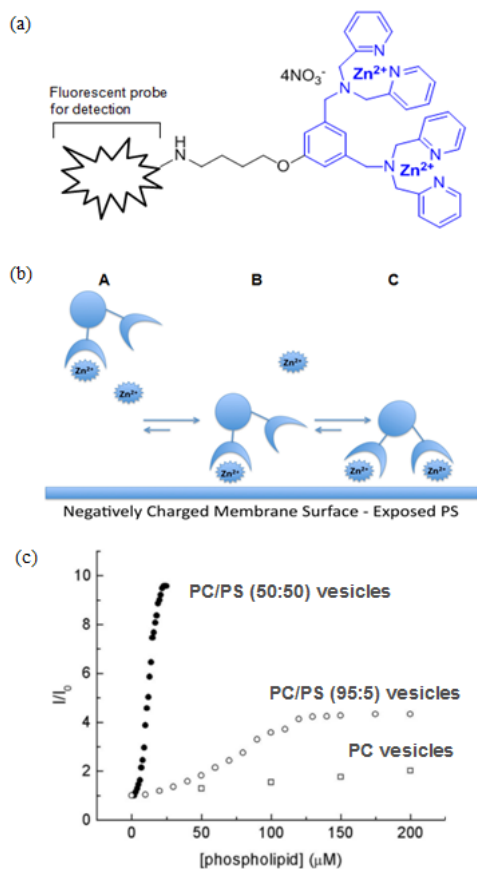 (a)
4NO3-
Zn2+
N
N
N
Fluorescent probe
for detection
H
N
O
N
Zn2+
N
N
(b)
A B C
Zn2+
Zn2+
Zn2+
Zn2+
Zn2+
Zn2+
Negatively Charged Membrane Surface - Exposed PS
(c)
10
8
6
4
2
0
I/I0
PC/PS (50:50) vesicles
PC/PS (95:5) vesicles
PC vesicles
0 50 100 150 200
[phospholipid] (μM)